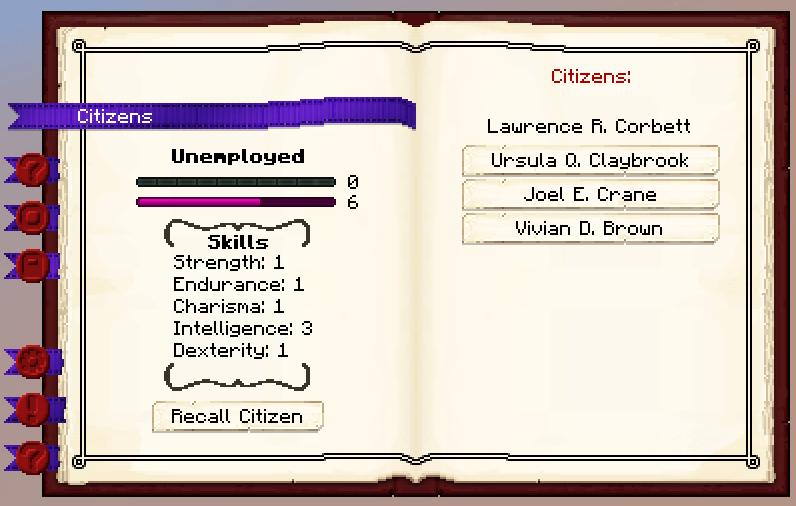 Citizens
Unemployed
0
6
Skills
Strength: 1
Endurance: 1
Charisma: 1
Intelligence: 3
Dexterity: 1
Recall Citizen
Citizens:
Lawrence R. Corbett
Ursula Q. Claybrook
Joel E. Crane
Vivian D. Brown